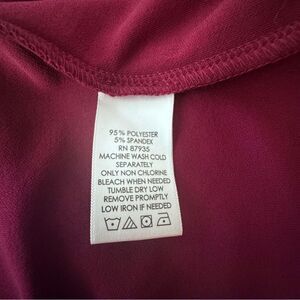 95% POLYESTER
5% SPANDEX
RN 87935
MACHINE WASH COLD
SEPARATELY
ONLY NON CHLORINE
BLEACH WHEN NEEDED
TUMBLE DRY LOW
REMOVE PROMPTLY
LOW IRON IF NEEDED